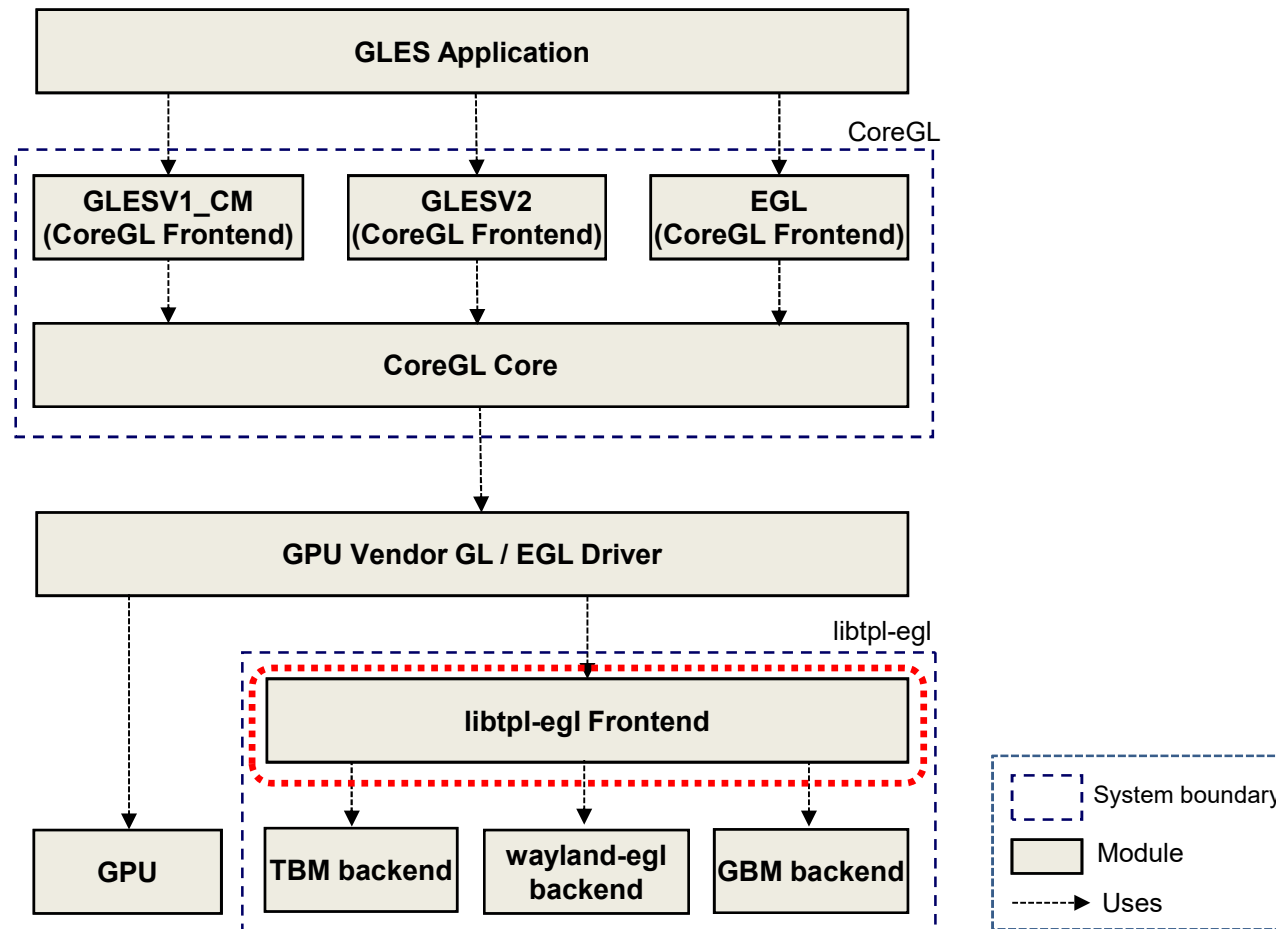 GLES Application
CoreGL
GLESV1_CM
(CoreGL Frontend)
GLESV2
(CoreGL Frontend)
EGL
(CoreGL Frontend)
CoreGL Core
GPU Vendor GL / EGL Driver
libtpl-egl
libtpl-egl Frontend
GPU
TBM backend
wayland-egl
backend
GBM backend
System boundary
Module
Uses